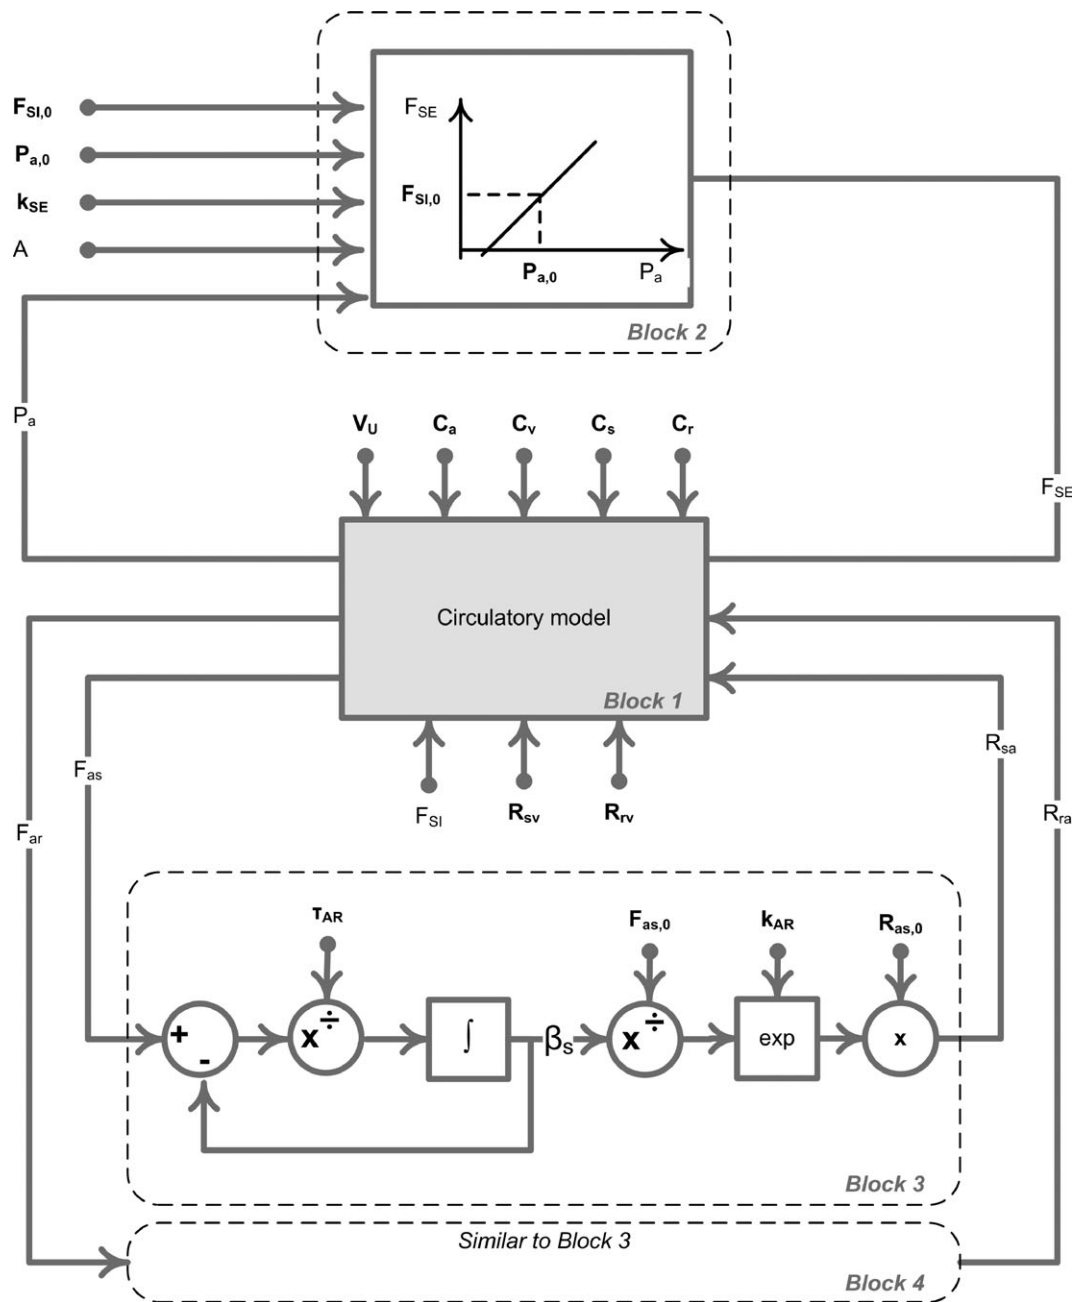 F_SI,0
P_a,0
k_SE
A
F_SE
F_SI,0
P_a,0
P_a
Block 2
P_a
F_SE
V_U C_a C_v C_s C_r
Circulatory model
Block 1
F_SI R_sv R_rv
F_as
F_ar
R_sa
R_ra
τ_AR F_as,0 k_AR R_as,0
+
-
x ÷
∫
β_s
x ÷
exp
x
Block 3
Similar to Block 3
Block 4